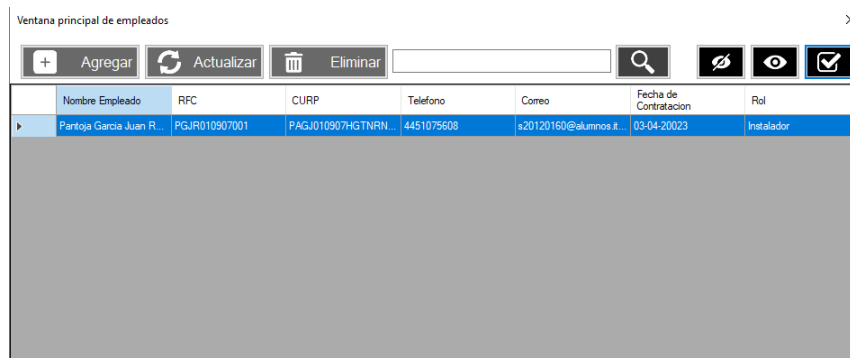 Ventana principal de empleados
Agregar Actualizar Eliminar
Nombre Empleado RFC CURP Telefono Correo Fecha de Contratacion Rol
Pantoja Garcia Juan R... PGJR010907001 PAGJ010907HGTNRN... 4451075608 s20120160@alumnos.it... 03-04-20023 Instalador